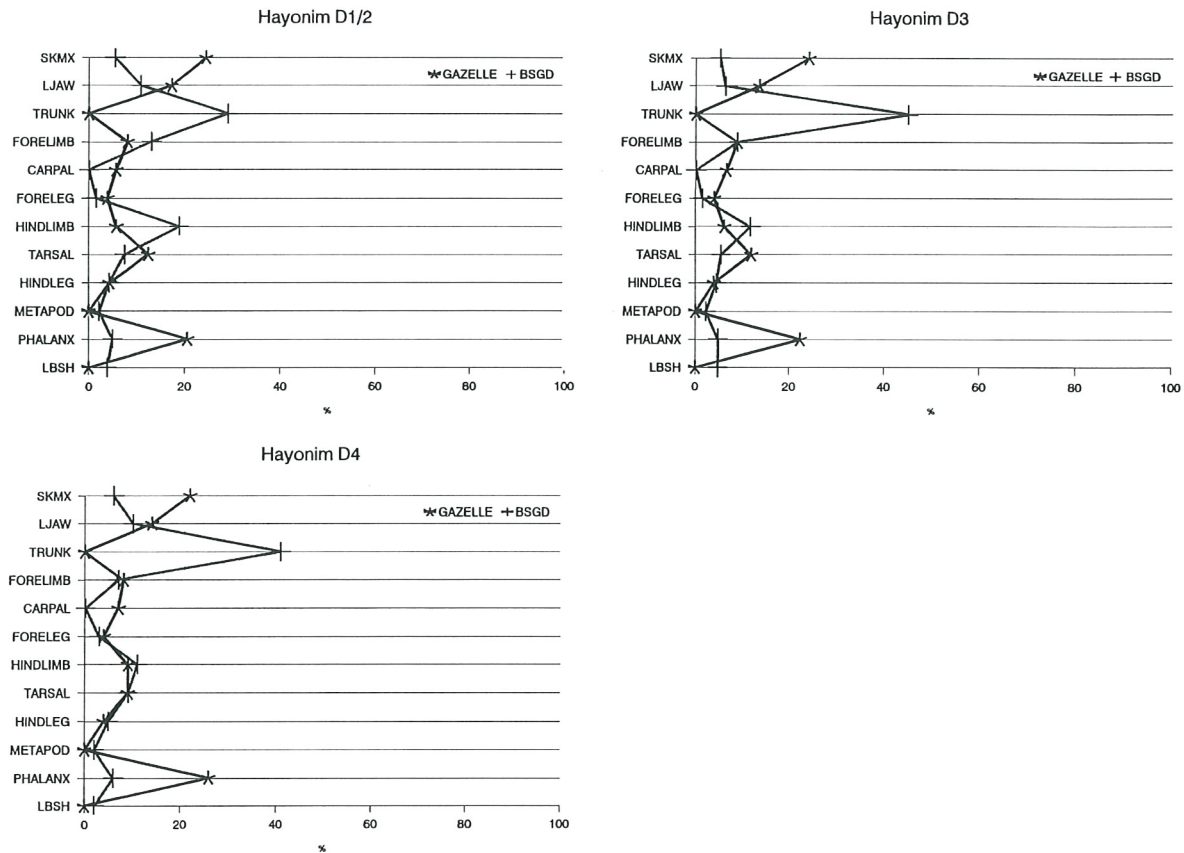 Hayonim D1/2
SKMX
LJAW
TRUNK
FORELIMB
CARPAL
FORELEG
HINDLIMB
TARSAL
HINDLEG
METAPOD
PHALANX
LBSH
GAZELLE BSGD
0 20 40 60 80 100
%
Hayonim D3
SKMX
LJAW
TRUNK
FORELIMB
CARPAL
FORELEG
HINDLIMB
TARSAL
HINDLEG
METAPOD
PHALANX
LBSH
GAZELLE BSGD
0 20 40 60 80 100
%
Hayonim D4
SKMX
LJAW
TRUNK
FORELIMB
CARPAL
FORELEG
HINDLIMB
TARSAL
HINDLEG
METAPOD
PHALANX
LBSH
GAZELLE BSGD
0 20 40 60 80 100
%